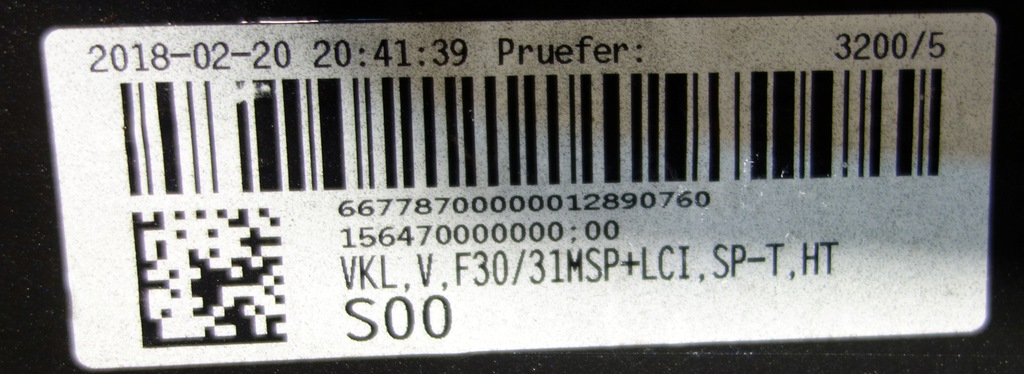 2018-02-20 20:41:39 Pruefer: 3200/5
66778700000012890760
156470000000;00
VKL,V,F30/31MSP+LCI,SP-T,HT
S00